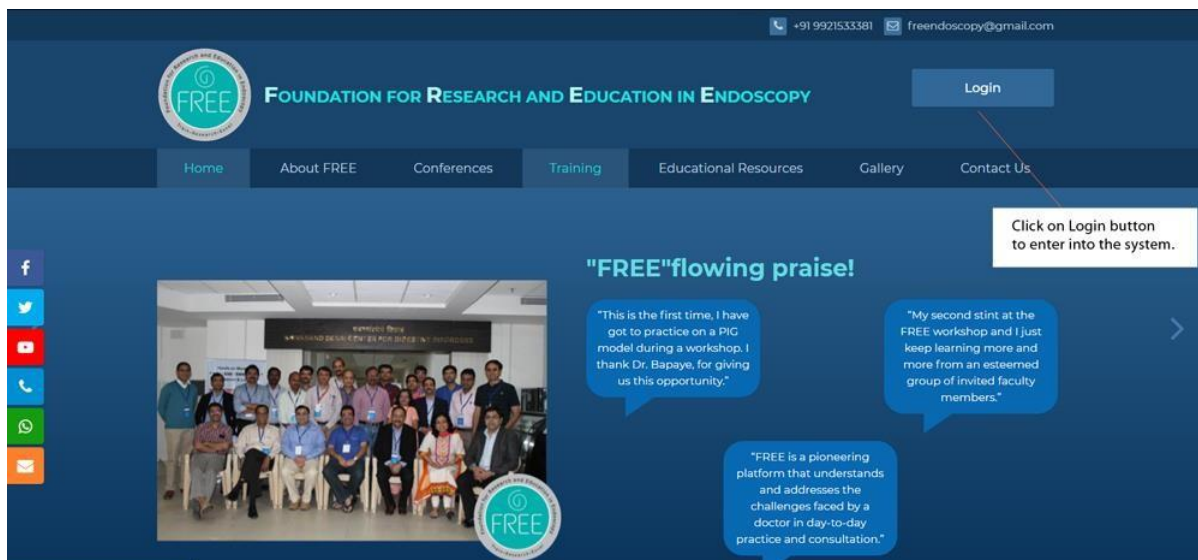 +91 9921533381 freendoscopy@gmail.com
FREE
FOUNDATION FOR RESEARCH AND EDUCATION IN ENDOSCOPY
Login
Home About FREE Conferences Training Educational Resources Gallery Contact Us
Click on Login button
to enter into the system.
"FREE"flowing praise!
"This is the first time, I have
got to practice on a PIG
model during a workshop. I
thank Dr. Bapaye, for giving
us this opportunity."
"My second stint at the
FREE workshop and I just
keep learning more and
more from an esteemed
group of invited faculty
members."
"FREE is a pioneering
platform that understands
and addresses the
challenges faced by a
doctor in day-to-day
practice and consultation."
FREE